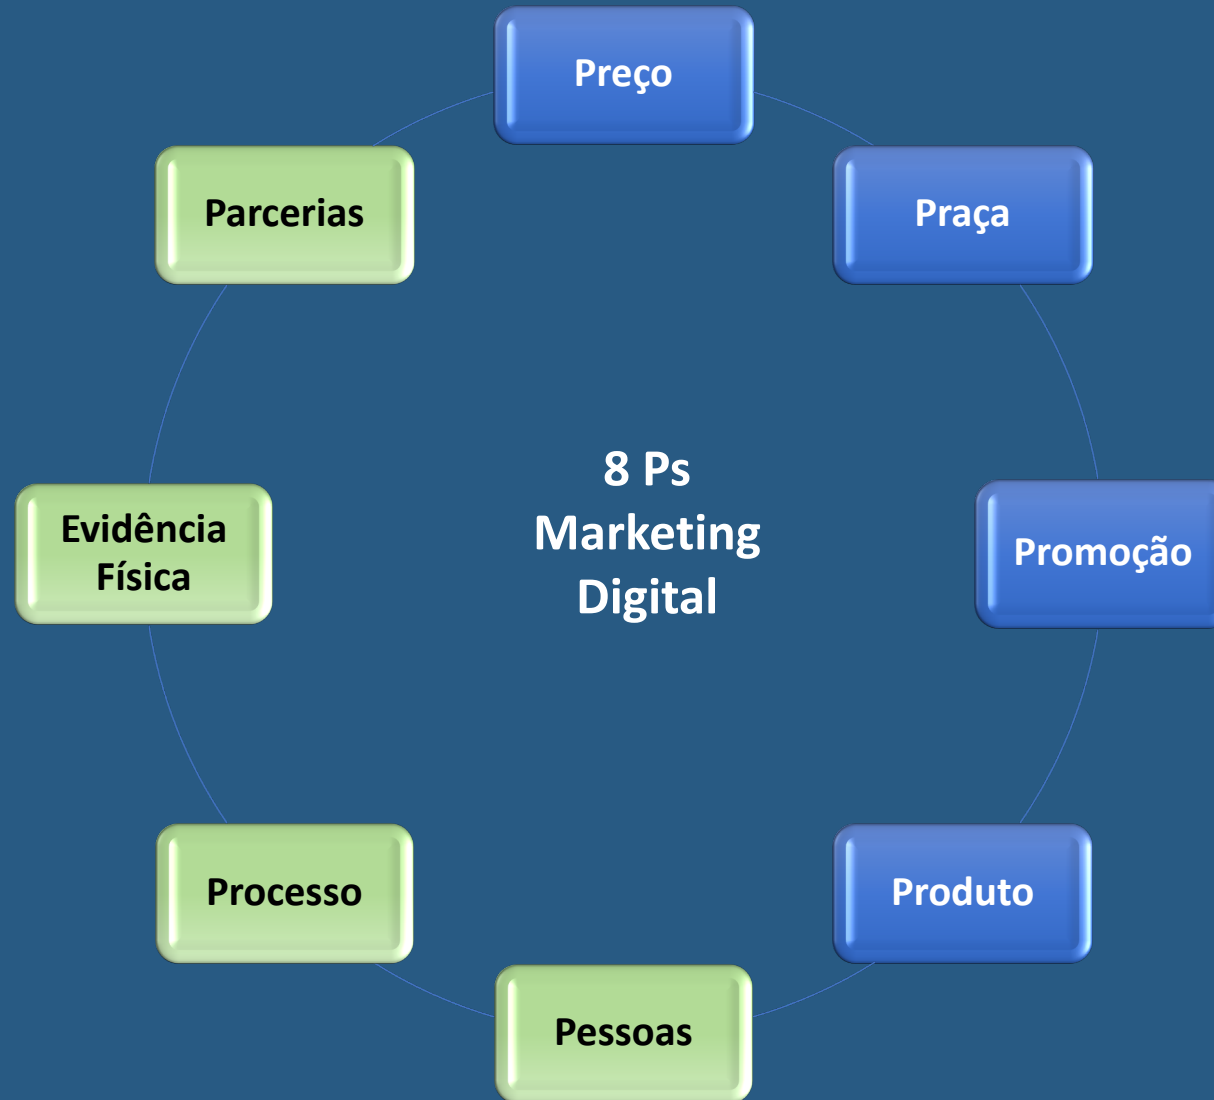 Preço
Parcerias
Praça
8 Ps
Marketing
Digital
Evidência
Física
Promoção
Processo
Produto
Pessoas